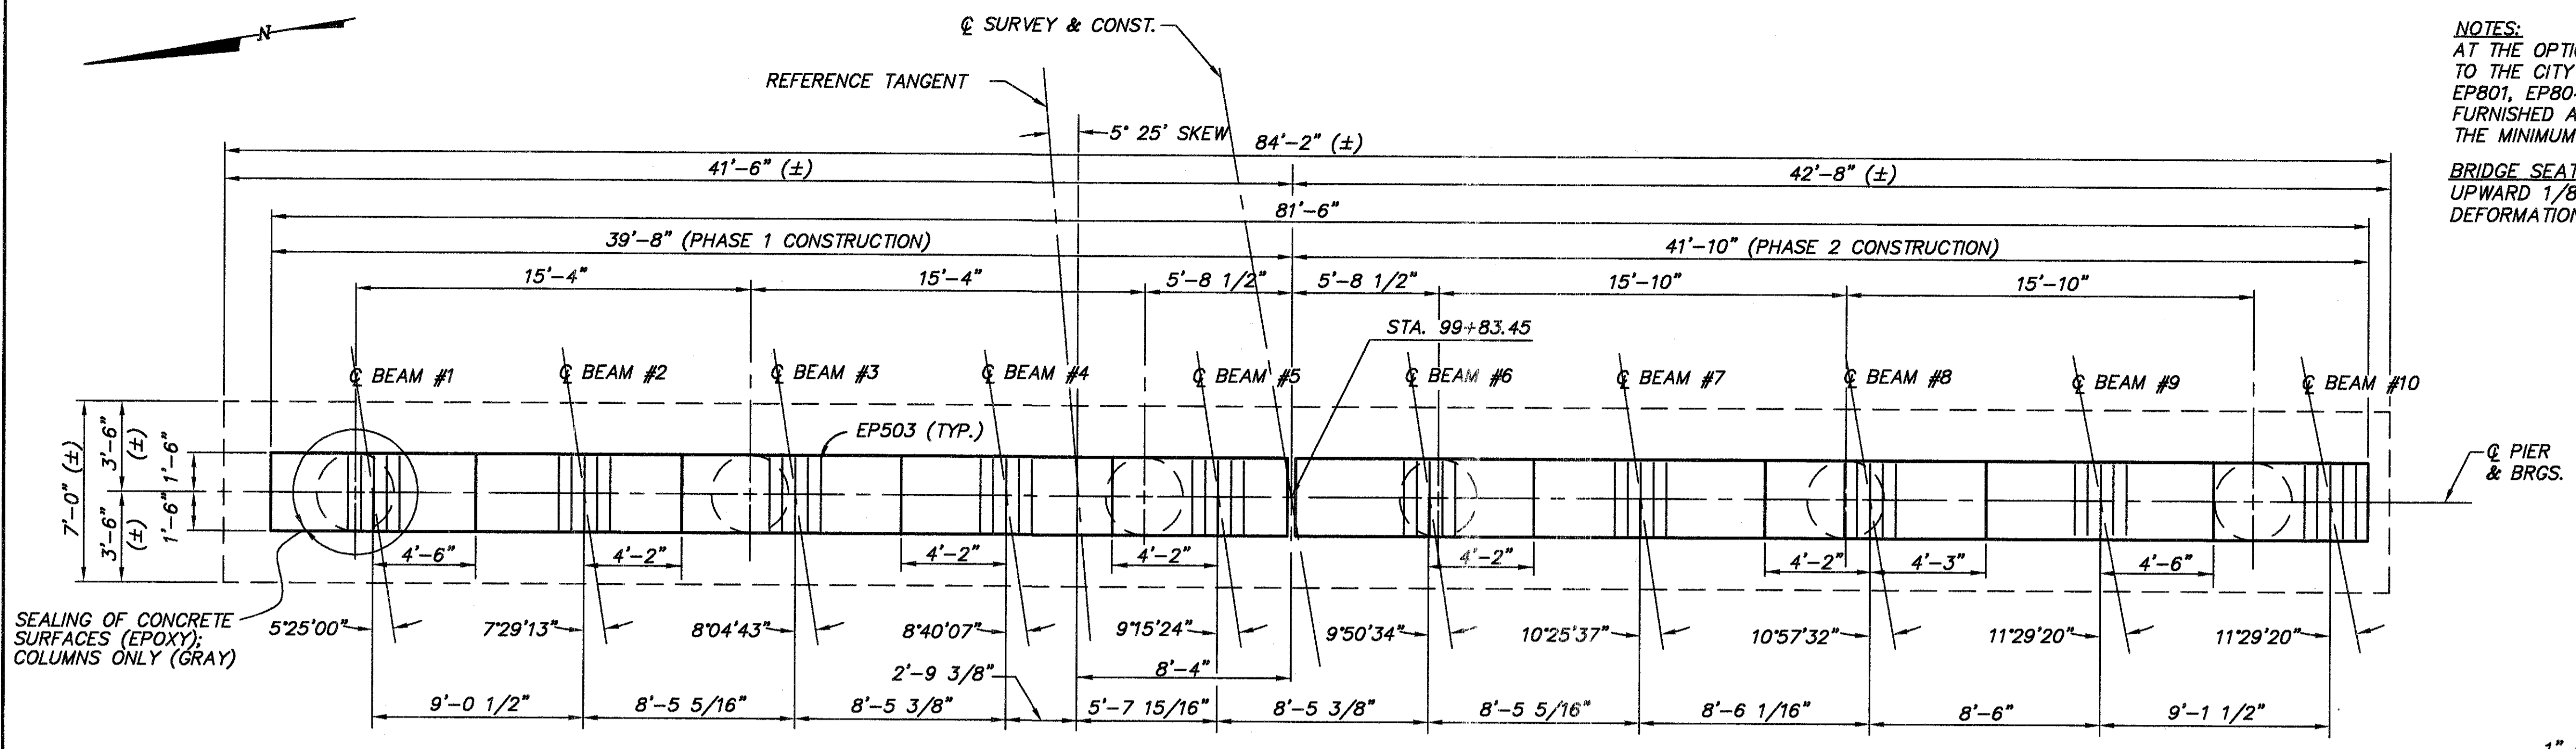 N
℄ SURVEY & CONST.
REFERENCE TANGENT
5° 25' SKEW
84'-2" (±)
41'-6" (±)
42'-8" (±)
81'-6"
39'-8" (PHASE 1 CONSTRUCTION)
41'-10" (PHASE 2 CONSTRUCTION)
15'-4"
15'-4"
5'-8 1/2"
5'-8 1/2"
15'-10"
15'-10"
STA. 99+83.45
℄ BEAM #1
℄ BEAM #2
℄ BEAM #3
℄ BEAM #4
℄ BEAM #5
℄ BEAM #6
℄ BEAM #7
℄ BEAM #8
℄ BEAM #9
℄ BEAM #10
EP503 (TYP.)
7'-0" (±)
3'-6"
(±)
3'-6"
(±)
1'-6"
1'-6"
℄ PIER
& BRGS.
4'-6"
4'-2"
4'-2"
4'-2"
4'-2"
4'-2"
4'-3"
4'-6"
SEALING OF CONCRETE
SURFACES (EPOXY);
COLUMNS ONLY (GRAY)
5°25'00"
7°29'13"
8°04'43"
8°40'07"
9°15'24"
9°50'34"
10°25'37"
10°57'32"
11°29'20"
11°29'20"
2'-9 3/8"
8'-4"
9'-0 1/2"
8'-5 5/16"
8'-5 3/8"
5'-7 15/16"
8'-5 3/8"
8'-5 5/16"
8'-6 1/16"
8'-6"
9'-1 1/2"
NOTES:
AT THE OPTI
TO THE CITY
EP801, EP80
FURNISHED A
THE MINIMUM
BRIDGE SEAT
UPWARD 1/8
DEFORMATION
1"